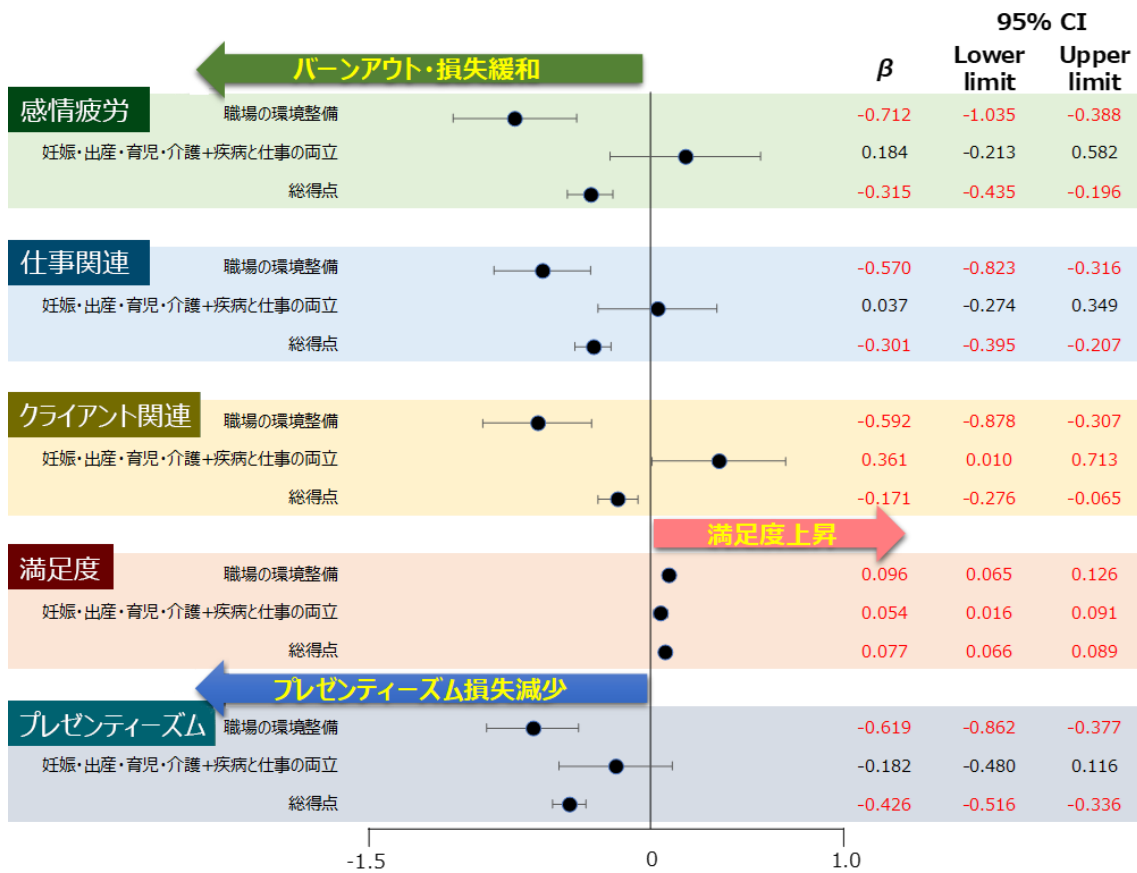 95% CI
バーンアウト・損失緩和
β
Lower limit
Upper limit
感情疲労
職場の環境整備 -0.712 -1.035 -0.388
妊娠・出産・育児・介護+疾病と仕事の両立 0.184 -0.213 0.582
総得点 -0.315 -0.435 -0.196
仕事関連
職場の環境整備 -0.570 -0.823 -0.316
妊娠・出産・育児・介護+疾病と仕事の両立 0.037 -0.274 0.349
総得点 -0.301 -0.395 -0.207
クライアント関連
職場の環境整備 -0.592 -0.878 -0.307
妊娠・出産・育児・介護+疾病と仕事の両立 0.361 0.010 0.713
総得点 -0.171 -0.276 -0.065
満足度上昇
満足度
職場の環境整備 0.096 0.065 0.126
妊娠・出産・育児・介護+疾病と仕事の両立 0.054 0.016 0.091
総得点 0.077 0.066 0.089
プレゼンティーズム損失減少
プレゼンティーズム
職場の環境整備 -0.619 -0.862 -0.377
妊娠・出産・育児・介護+疾病と仕事の両立 -0.182 -0.480 0.116
総得点 -0.426 -0.516 -0.336
-1.5 0 1.0